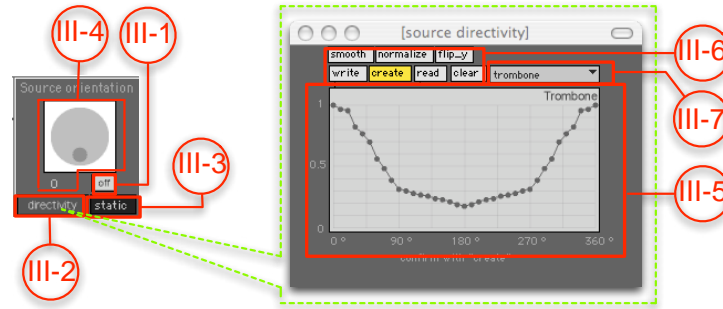 III-4
III-1
Source orientation
0
off
III-3
directivity
static
III-2
[source directivity]
smooth normalize flip_y
III-6
write create read clear trombone
III-7
Trombone
1
0.5
0
0 ° 90 ° 180 ° 270 ° 360 °
III-5
confirm with "create"